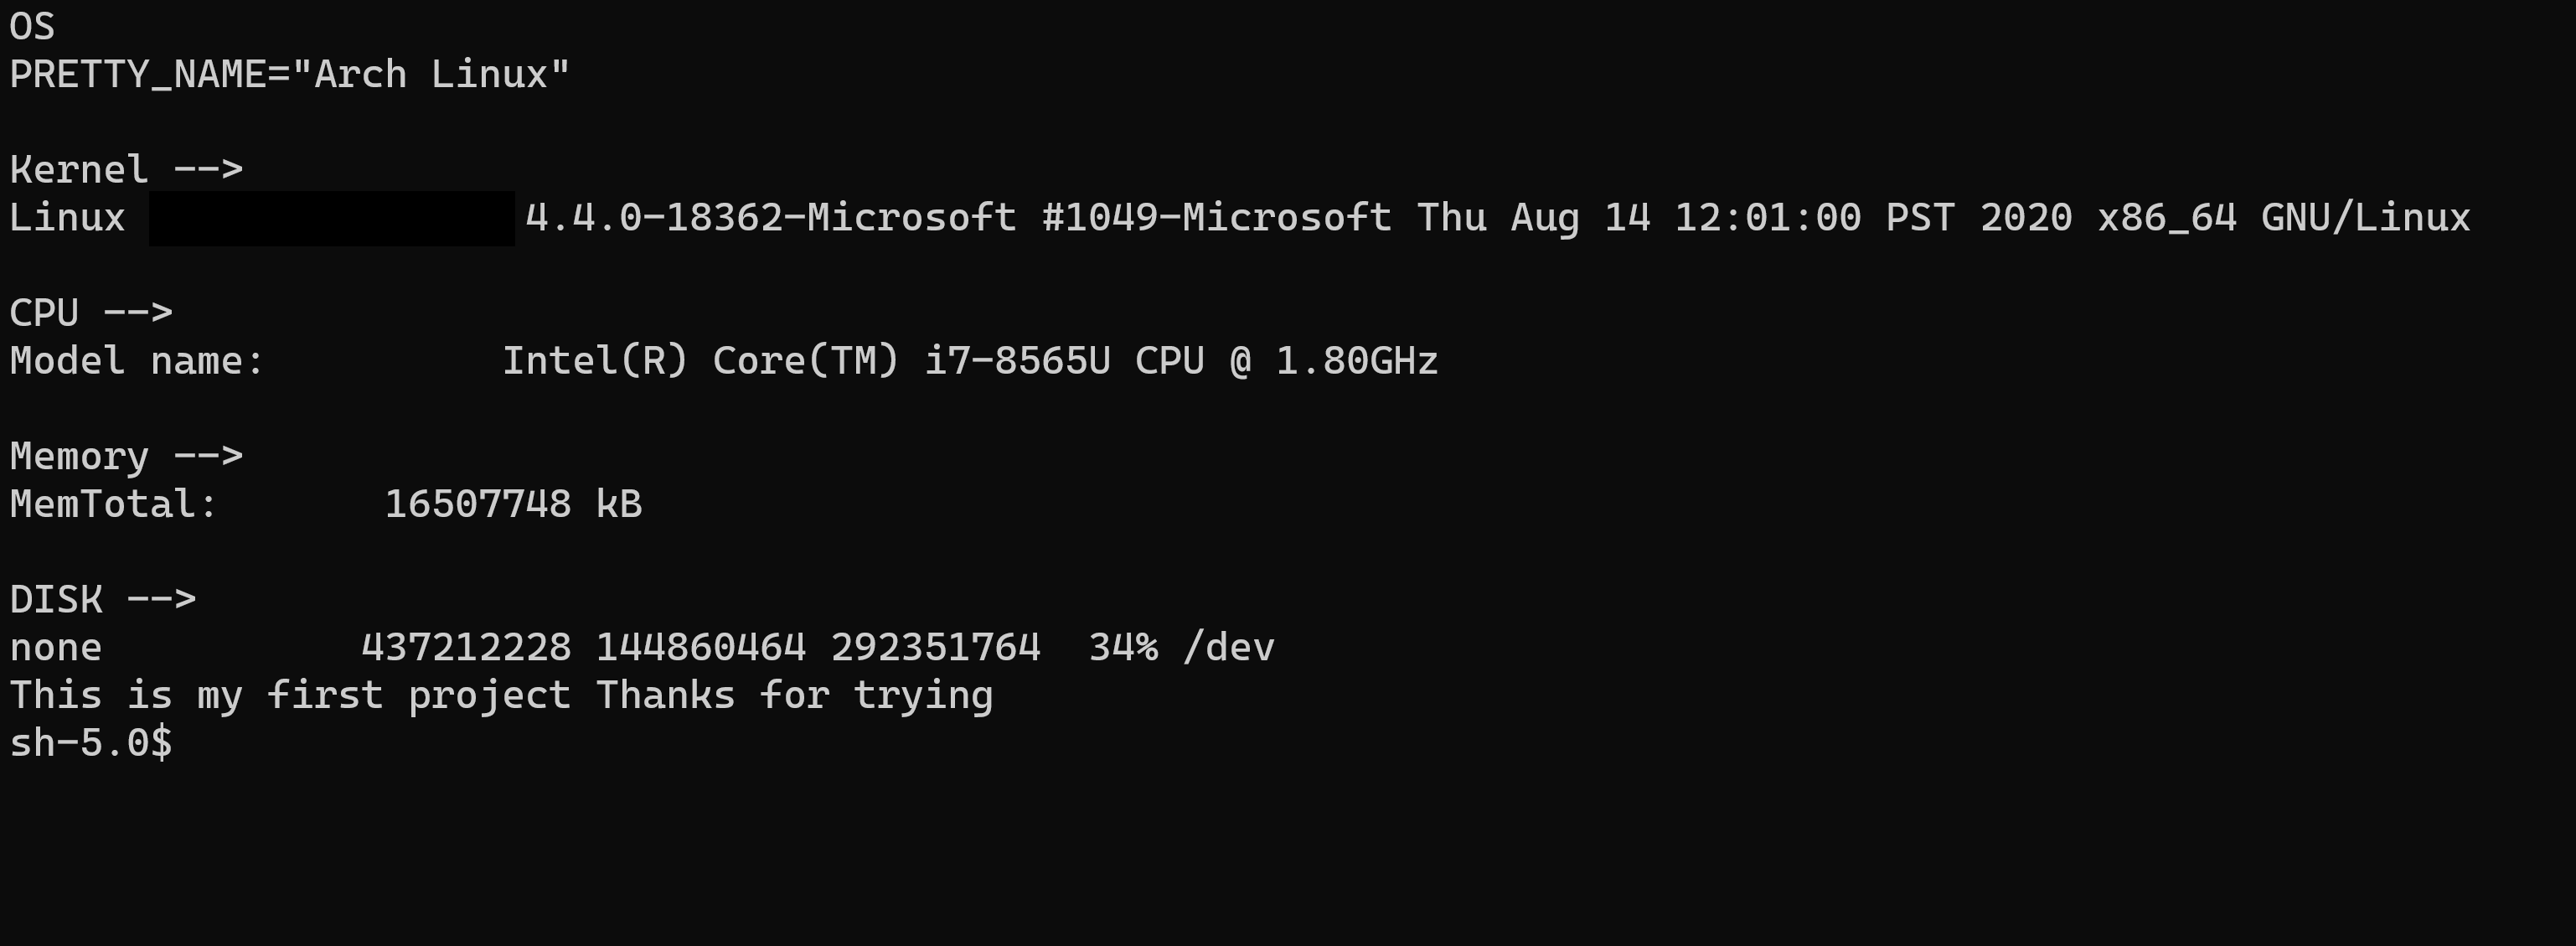 OS
PRETTY_NAME="Arch Linux"
Kernel -->
Linux 4.4.0-18362-Microsoft #1049-Microsoft Thu Aug 14 12:01:00 PST 2020 x86_64 GNU/Linux
CPU -->
Model name: Intel(R) Core(TM) i7-8565U CPU @ 1.80GHz
Memory -->
MemTotal: 16507748 kB
DISK -->
none 437212228 144860464 292351764 34% /dev
This is my first project Thanks for trying
sh-5.0$